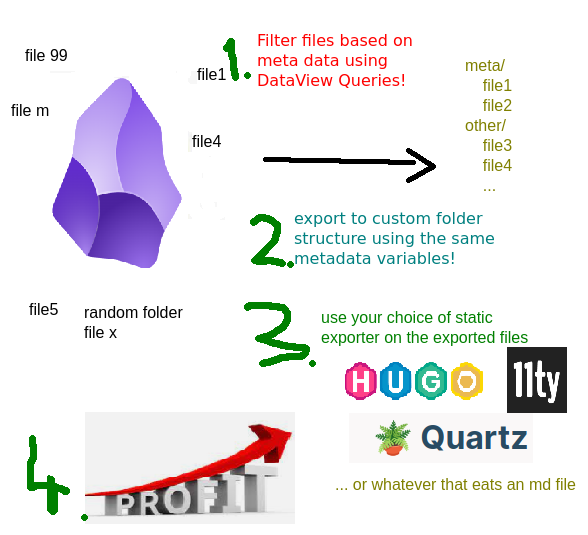 file 99
file m
file1
file4
1.
Filter files based on
meta data using
DataView Queries!
meta/
file1
file2
other/
file3
file4
...
2.
export to custom folder
structure using the same
metadata variables!
file5
random folder
file x
3.
use your choice of static
exporter on the exported files
HUGO
11ty
Quartz
... or whatever that eats an md file
4.
PROFIT